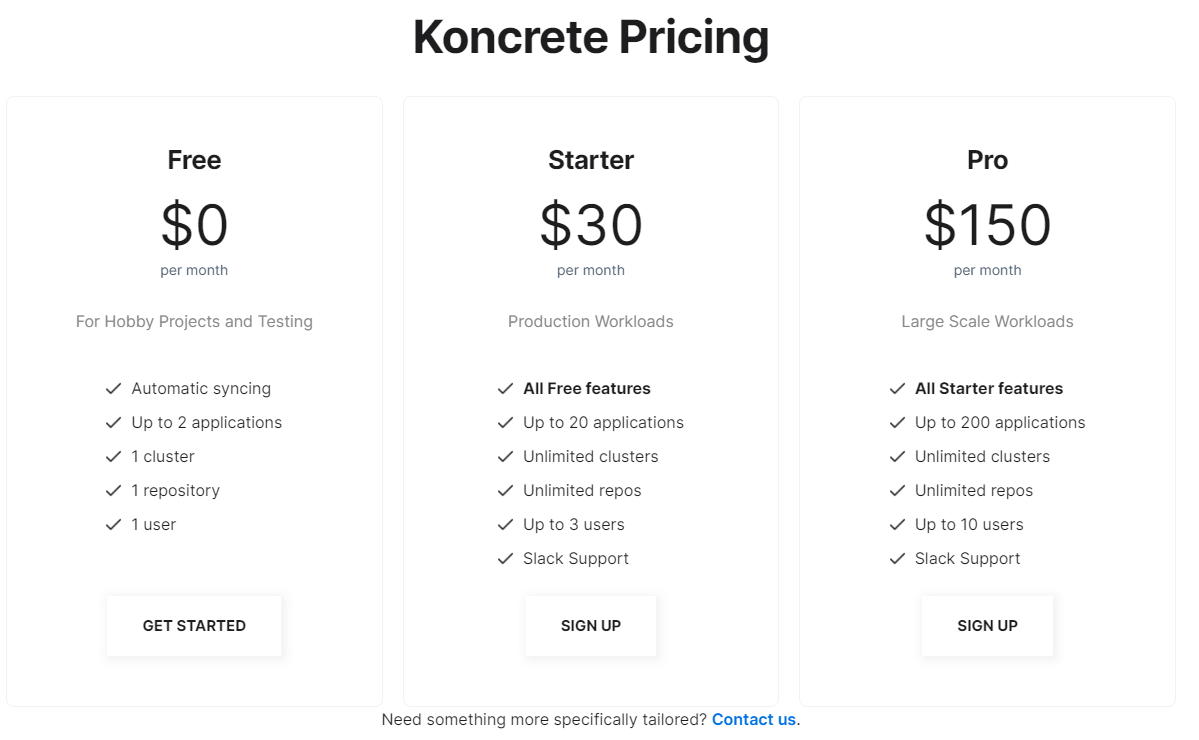 Koncrete Pricing
Free
$0
per month
For Hobby Projects and Testing
Automatic syncing
Up to 2 applications
1 cluster
1 repository
1 user
GET STARTED
Starter
$30
per month
Production Workloads
All Free features
Up to 20 applications
Unlimited clusters
Unlimited repos
Up to 3 users
Slack Support
SIGN UP
Pro
$150
per month
Large Scale Workloads
All Starter features
Up to 200 applications
Unlimited clusters
Unlimited repos
Up to 10 users
Slack Support
SIGN UP
Need something more specifically tailored? Contact us.